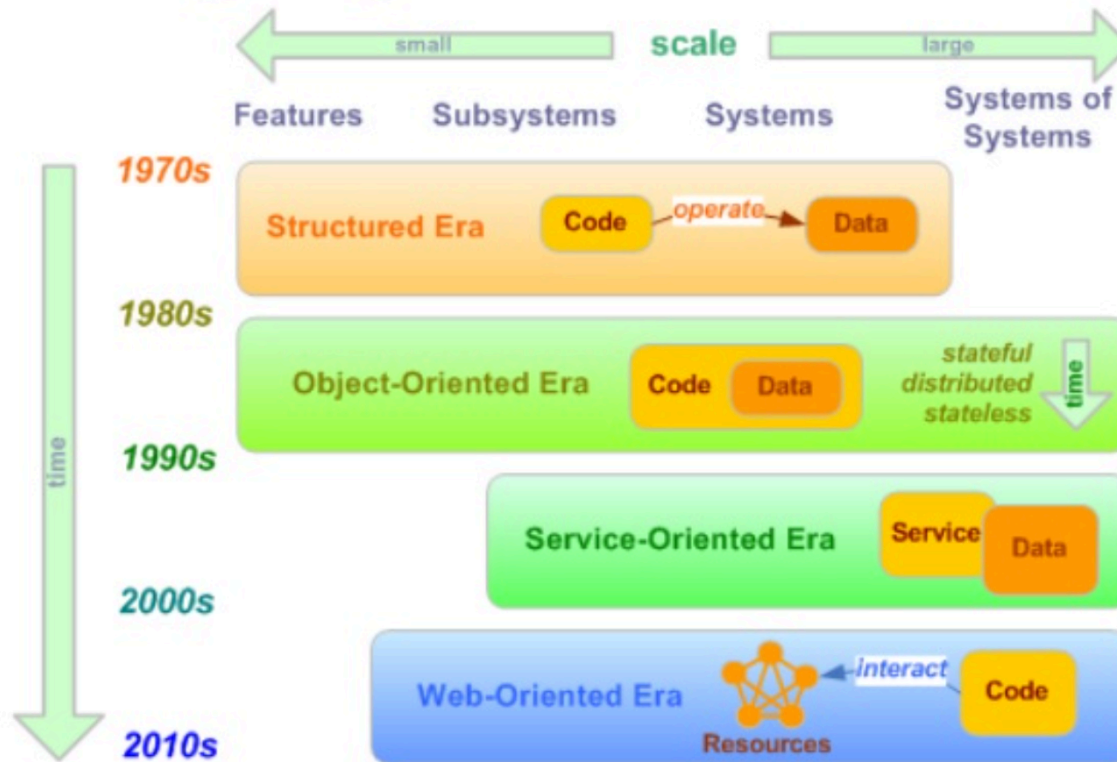 small scale large
Features Subsystems Systems Systems of
Systems
1970s
Structured Era Code operate Data
1980s
Object-Oriented Era Code Data
stateful
distributed
stateless
time
1990s
time
Service-Oriented Era Service Data
2000s
Web-Oriented Era interact Code
Resources
2010s